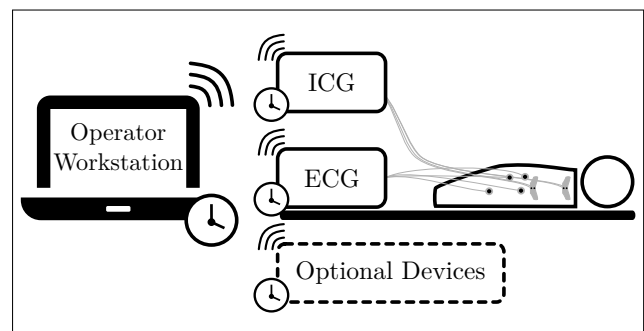 Operator
Workstation
ICG
ECG
Optional Devices